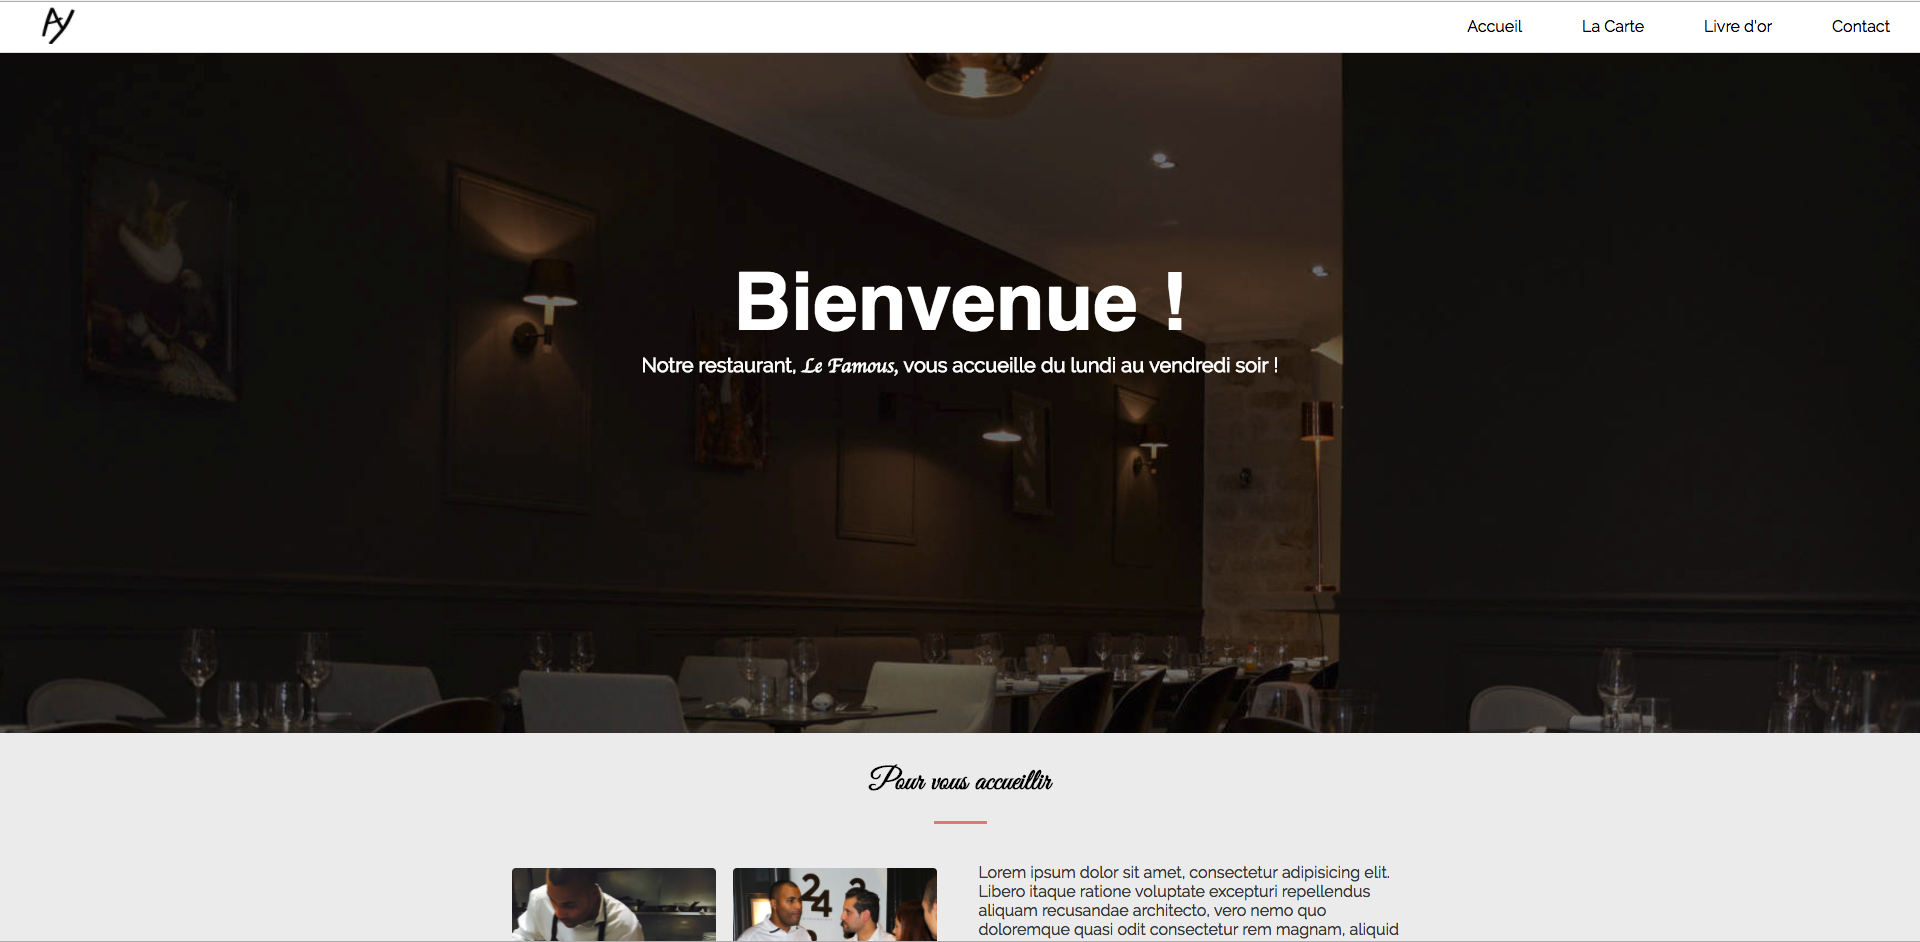 AY
Accueil La Carte Livre d'or Contact
Bienvenue !
Notre restaurant, Le Famous, vous accueille du lundi au vendredi soir !
Pour vous accueillir
24
Lorem ipsum dolor sit amet, consectetur adipisicing elit.
Libero itaque ratione voluptate excepturi repellendus
aliquam recusandae architecto, vero nemo quo
doloremque quasi odit consectetur rem magnam, aliquid